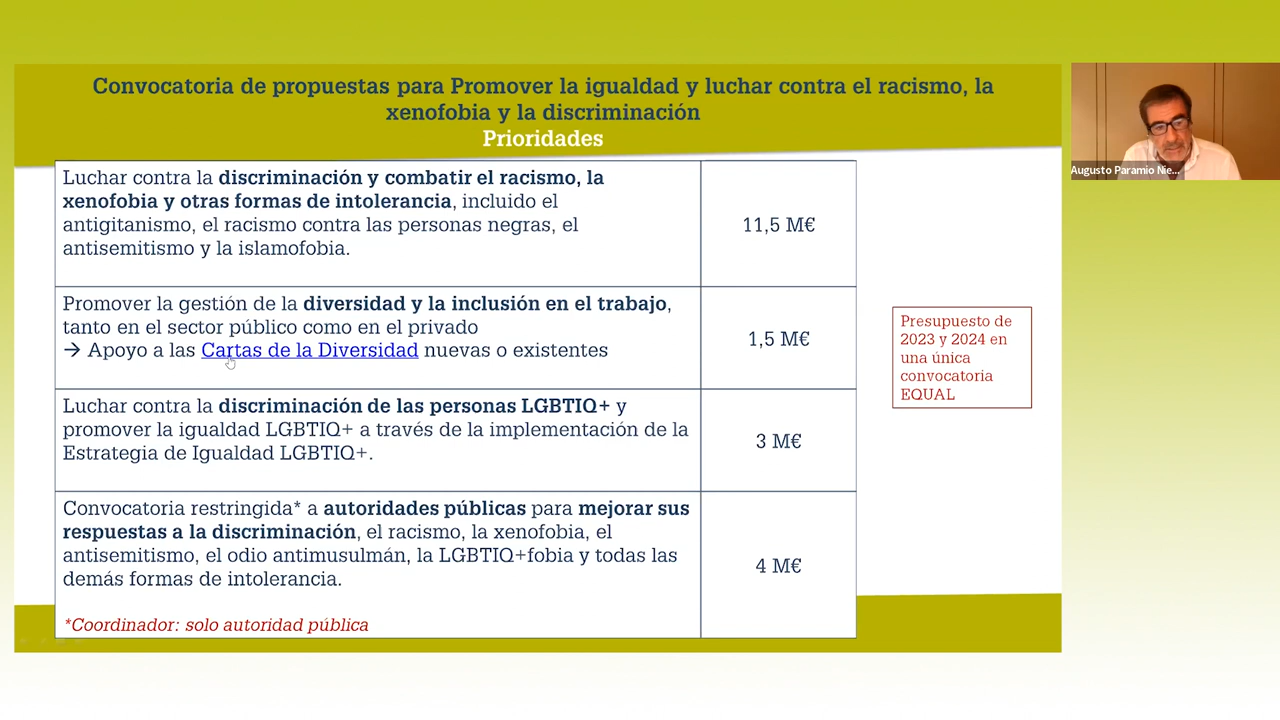 Convocatoria de propuestas para Promover la igualdad y luchar contra el racismo, la
xenofobia y la discriminación
Prioridades
Luchar contra la discriminación y combatir el racismo, la
xenofobia y otras formas de intolerancia, incluido el
antigitanismo, el racismo contra las personas negras, el
antisemitismo y la islamofobia.
11,5 M€
Promover la gestión de la diversidad y la inclusión en el trabajo,
tanto en el sector público como en el privado
→ Apoyo a las Cartas de la Diversidad nuevas o existentes
1,5 M€
Luchar contra la discriminación de las personas LGBTIQ+ y
promover la igualdad LGBTIQ+ a través de la implementación de la
Estrategia de Igualdad LGBTIQ+.
3 M€
Convocatoria restringida* a autoridades públicas para mejorar sus
respuestas a la discriminación, el racismo, la xenofobia, el
antisemitismo, el odio antimusulmán, la LGBTIQ+fobia y todas las
demás formas de intolerancia.
*Coordinador: solo autoridad pública
4 M€
Presupuesto de
2023 y 2024 en
una única
convocatoria
EQUAL
Augusto Paramio Nie...